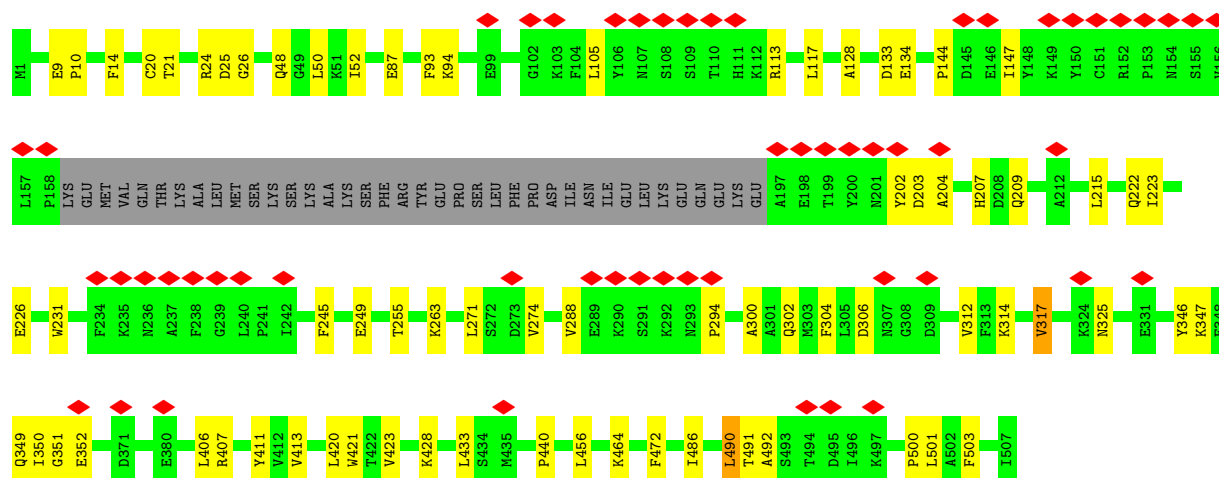 M1 E9 P10 F14 C20 T21 R24 D25 G26 Q48 G49 L50 K51 I52 E87 F93 K94 E99 G102 K103 F104 L105 Y106 N107 S108 S109 T110 H111 K112 R113 L117 A128 D133 E134 P144 D145 E146 I147 Y148 K149 Y150 C151 R152 P153 N154 S155
L157 P158 LYS GLU MET VAL GLN THR LYS ALA LEU MET SER LYS SER LYS ALA LYS SER PHE ARG TYR GLU PRO SER LEU PHE PRO ASP ILE ASN ILE GLU LEU LYS GLU GLN GLU LYS GLU A197 E198 T199 Y200 N201 Y202 D203 A204 H207 D208 Q209 A212 L215 Q222 I223
E226 W231 F234 K235 N236 A237 F238 G239 L240 P241 I242 F245 E249 T255 K263 L271 S272 D273 V274 V288 E289 K290 S291 K292 N293 P294 A300 A301 Q302 M303 F304 L305 D306 N307 G308 D309 V312 F313 K314 V317 K324 N325 E331 Y346 K347
Q349 I350 G351 E352 D371 E380 L406 R407 Y411 V412 V413 L420 W421 T422 V423 K428 L433 S434 M435 P440 L456 K464 F472 I486 L490 T491 A492 S493 T494 D495 I496 K497 P500 L501 A502 F503 I507